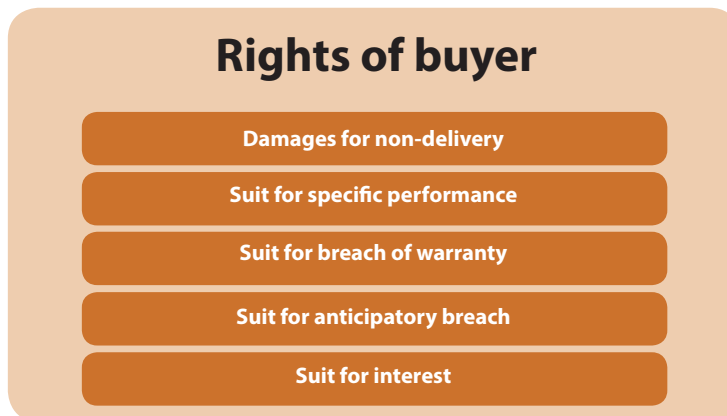 Rights of buyer
Damages for non-delivery
Suit for specific performance
Suit for breach of warranty
Suit for anticipatory breach
Suit for interest